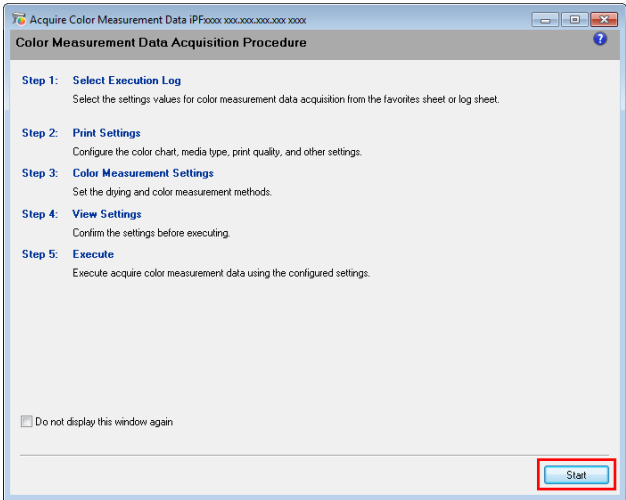 Acquire Color Measurement Data iPFxxxx xxx.xxx.xxx.xxx xxxx
Color Measurement Data Acquisition Procedure
?
Step 1: Select Execution Log
Select the settings values for color measurement data acquisition from the favorites sheet or log sheet.
Step 2: Print Settings
Configure the color chart, media type, print quality, and other settings.
Step 3: Color Measurement Settings
Set the drying and color measurement methods.
Step 4: View Settings
Confirm the settings before executing.
Step 5: Execute
Execute acquire color measurement data using the configured settings.
Do not display this window again
Start